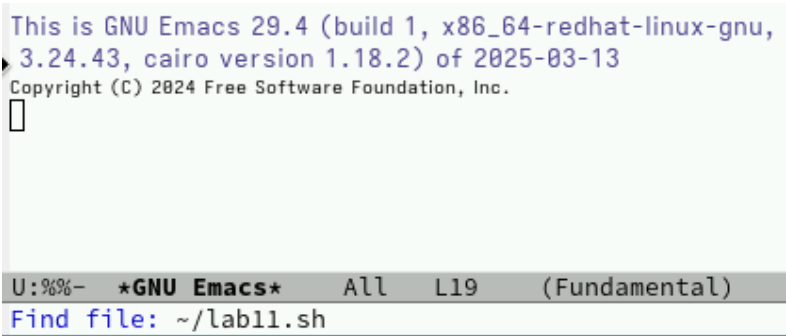 This is GNU Emacs 29.4 (build 1, x86_64-redhat-linux-gnu,
3.24.43, cairo version 1.18.2) of 2025-03-13
Copyright (C) 2024 Free Software Foundation, Inc.
U:%%-  *GNU Emacs*     All   L19    (Fundamental)
Find file: ~/lab11.sh